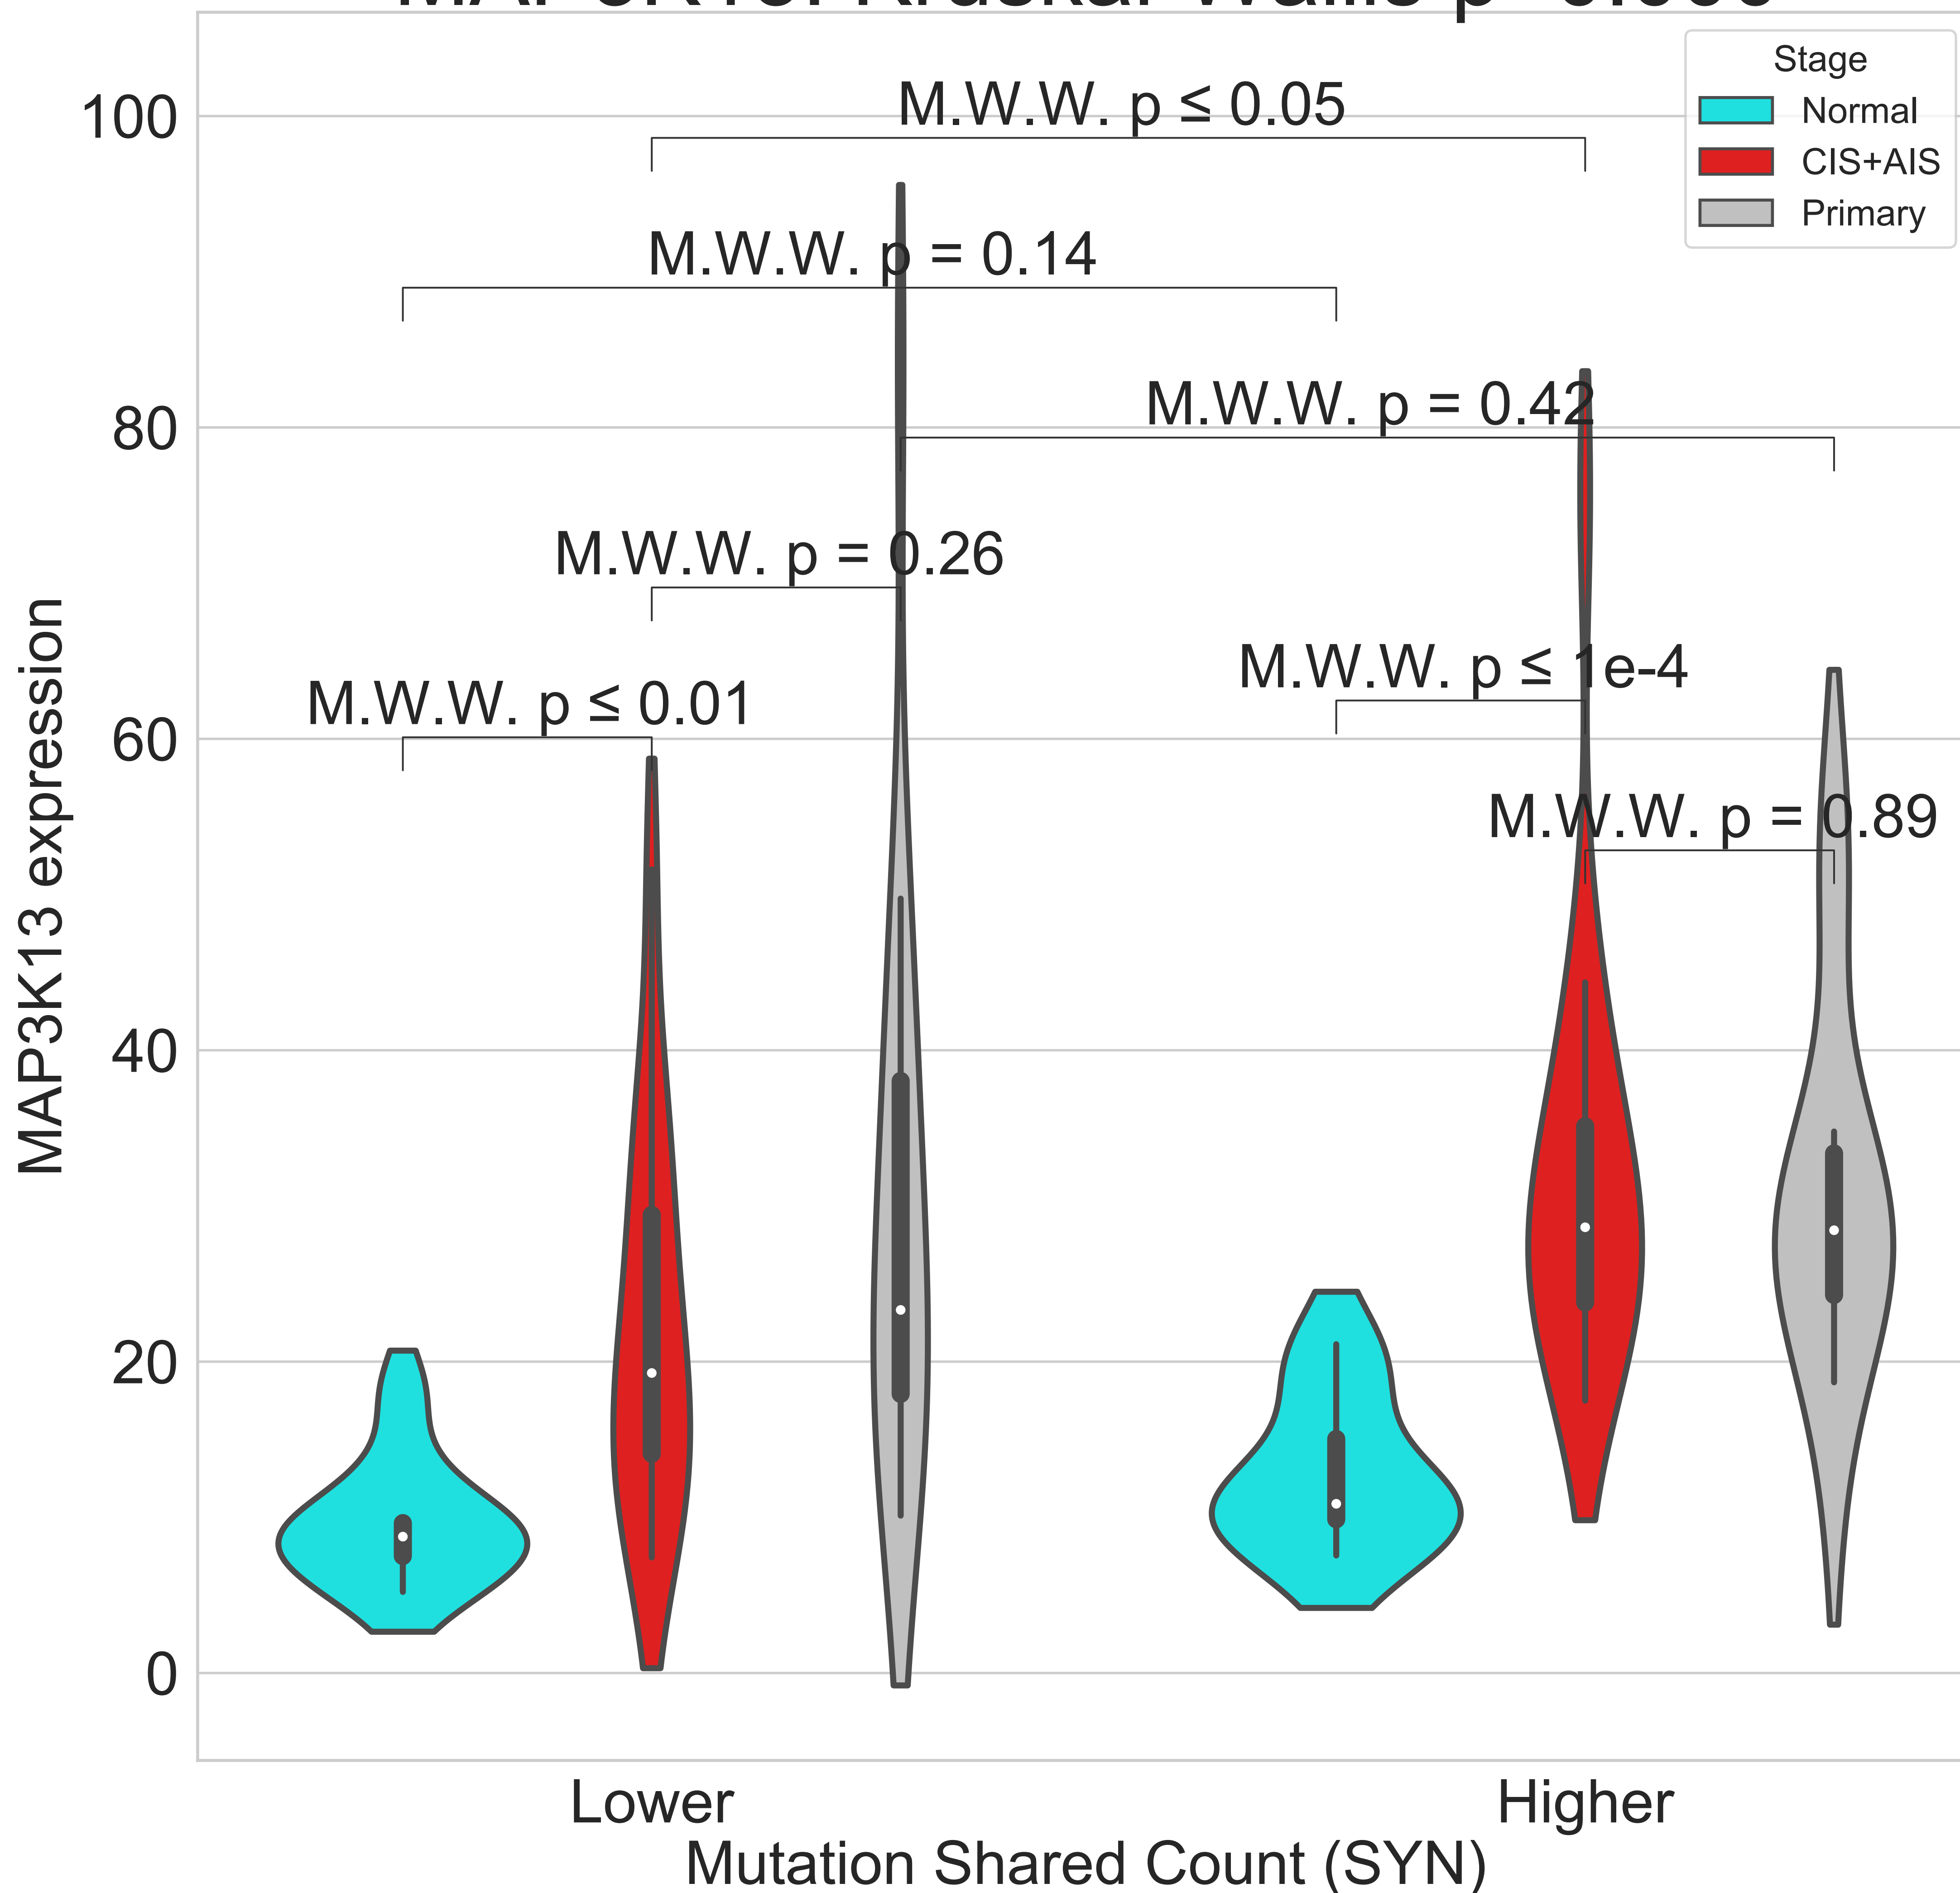 Stage
Normal
CIS+AIS
Primary
M.W.W. p ≤ 0.05
M.W.W. p = 0.14
M.W.W. p = 0.42
M.W.W. p = 0.26
M.W.W. p ≤ 1e-4
M.W.W. p ≤ 0.01
M.W.W. p = 0.89
100
80
60
40
20
0
MAP3K13 expression
Lower
Higher
Mutation Shared Count (SYN)